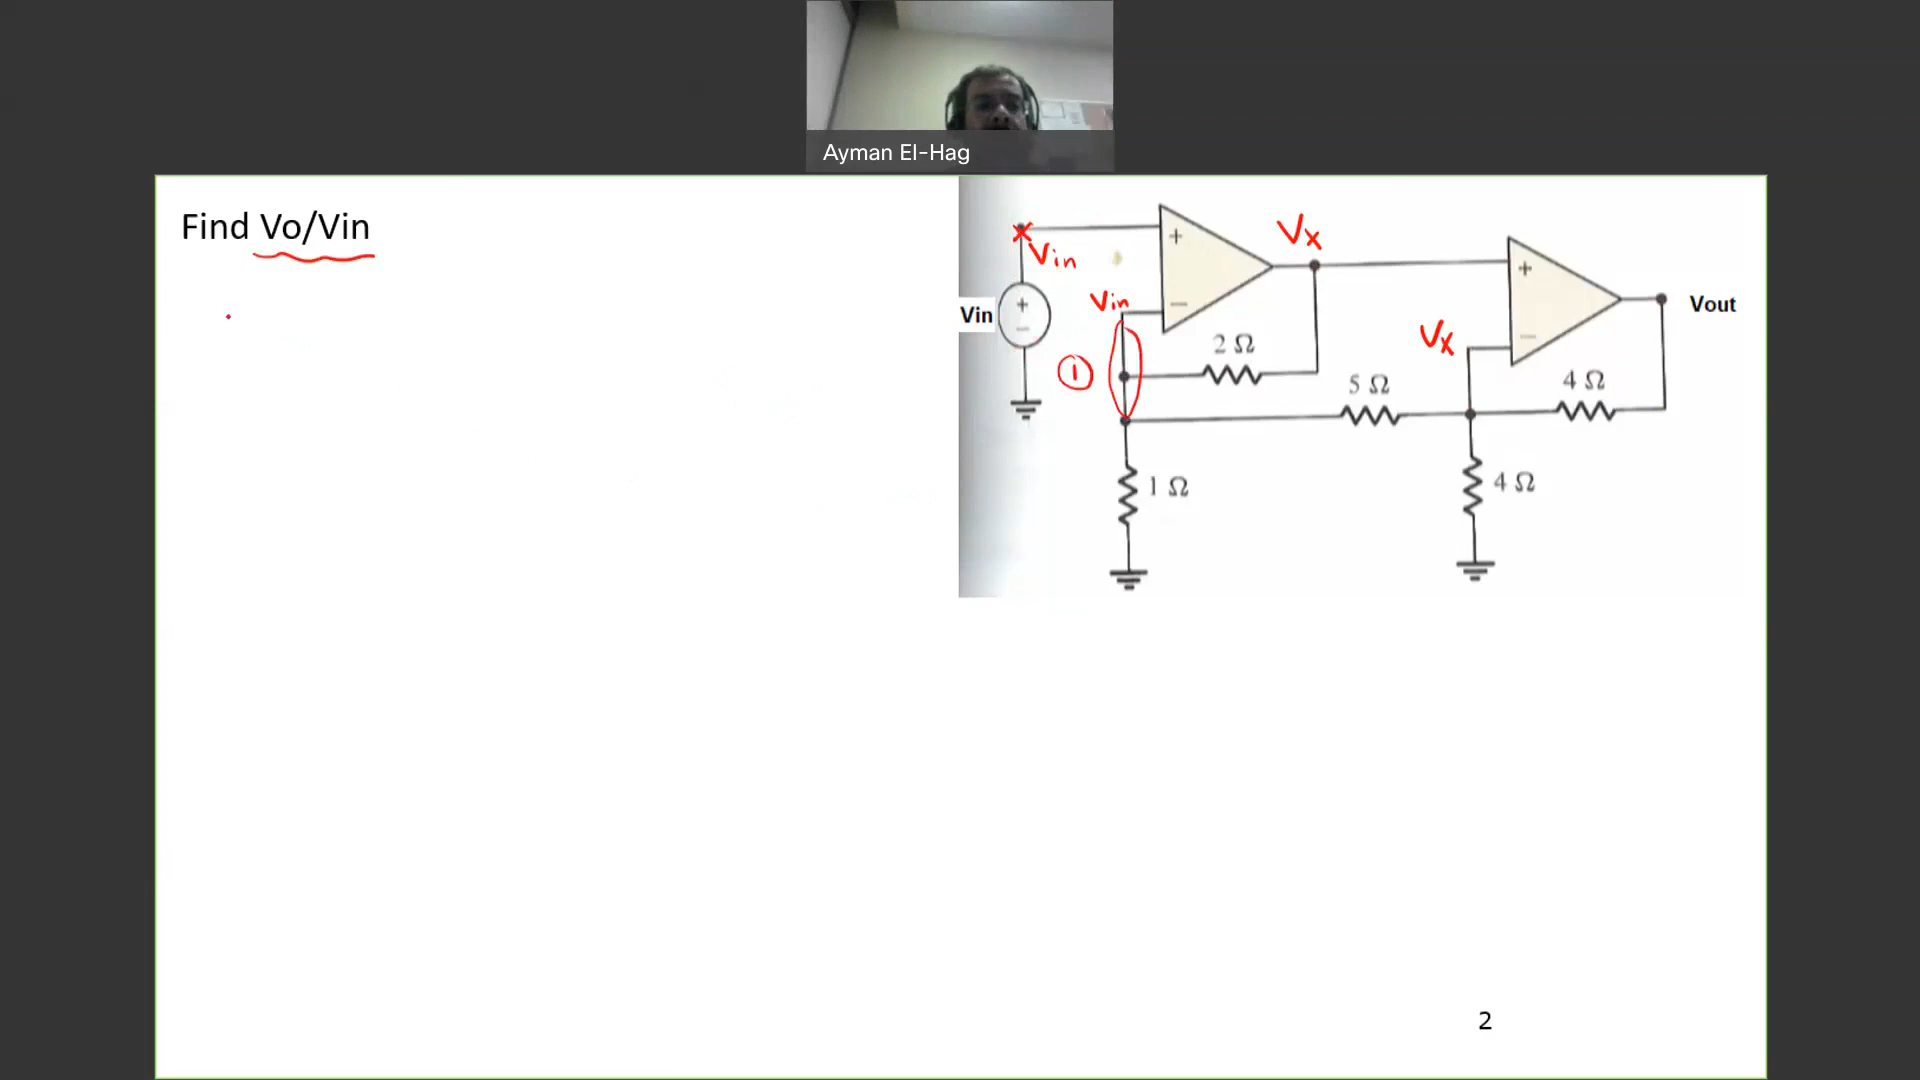 Ayman El-Hag
Find Vo/Vin
Vin
Vin
Vx
Vin
+
−
+
−
+
−
Vout
Vx
2 Ω
①
5 Ω
4 Ω
1 Ω
4 Ω
2